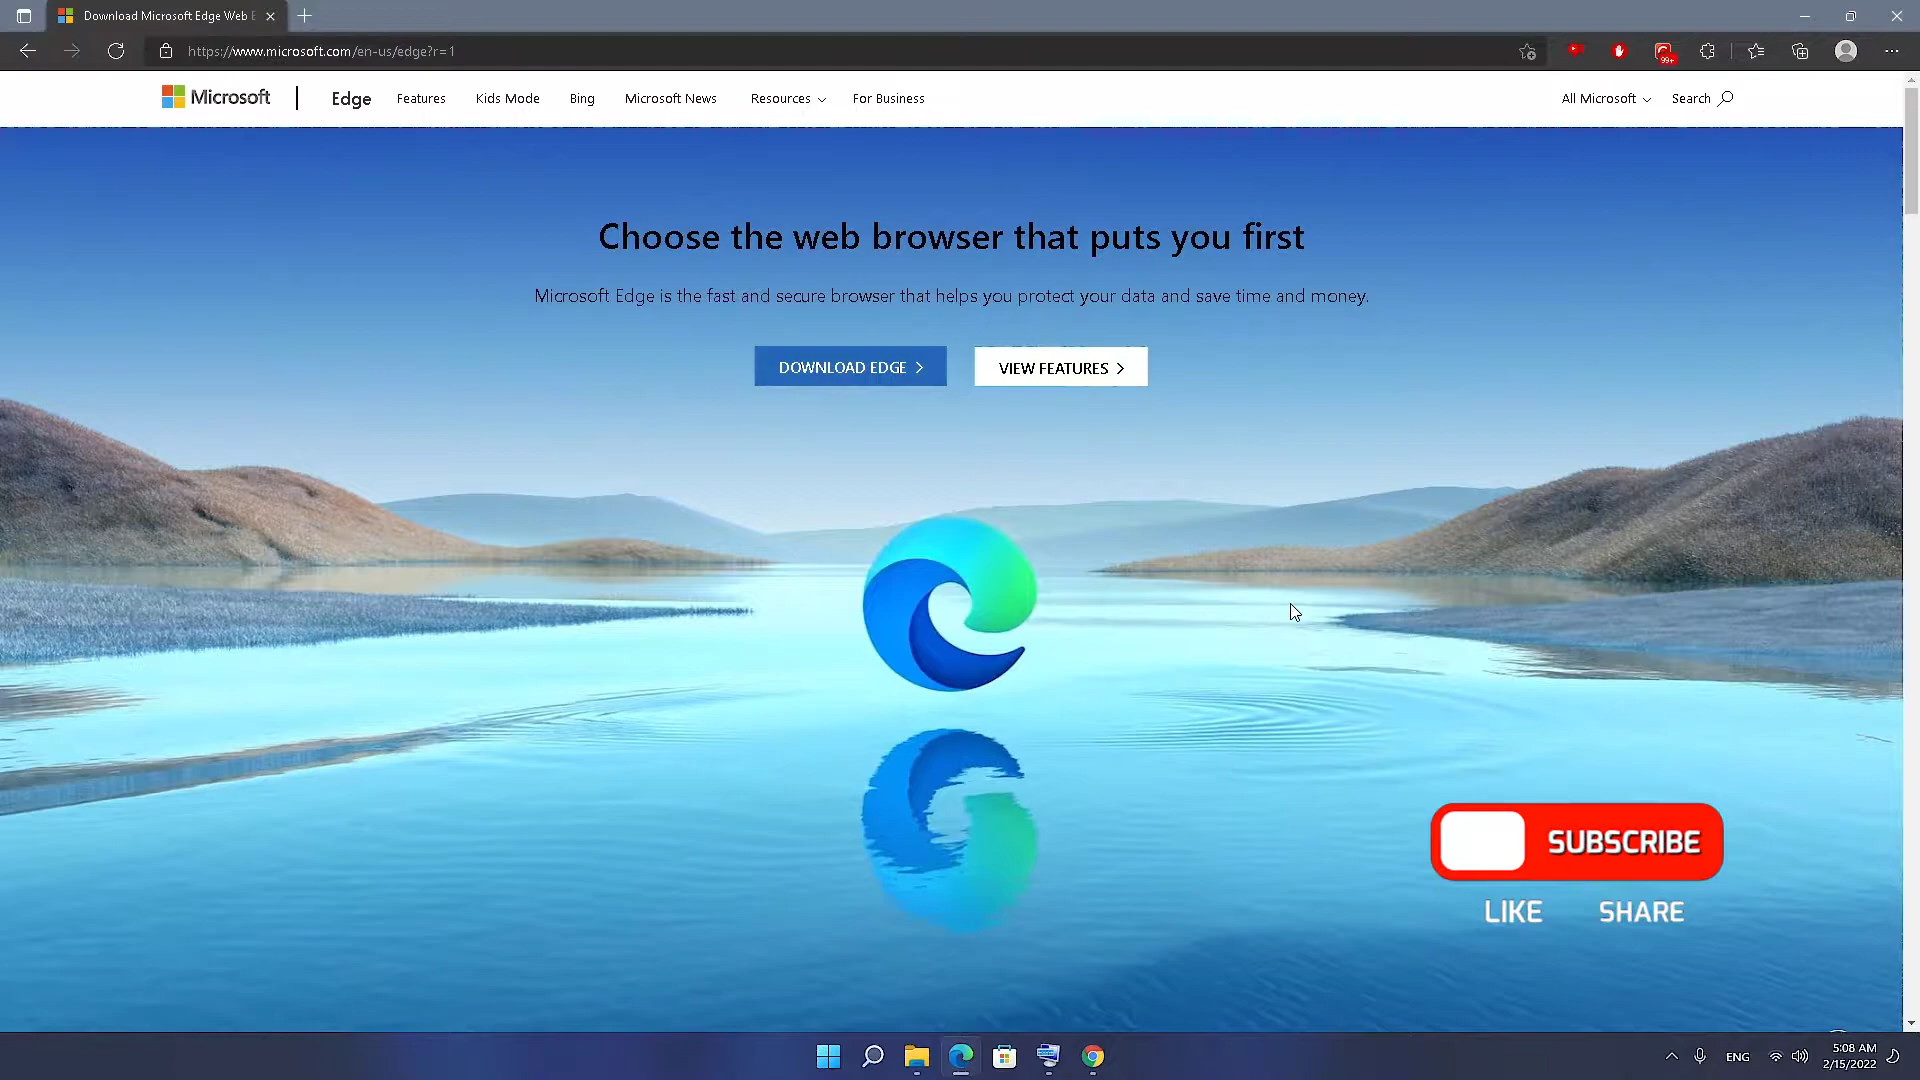 Download Microsoft Edge Web E
https://www.microsoft.com/en-us/edge?r=1
99+
Microsoft
Edge
Features
Kids Mode
Bing
Microsoft News
Resources
For Business
All Microsoft
Search
Choose the web browser that puts you first
Microsoft Edge is the fast and secure browser that helps you protect your data and save time and money.
DOWNLOAD EDGE
VIEW FEATURES
SUBSCRIBE
LIKE SHARE
ENG
5:08 AM
2/15/2022